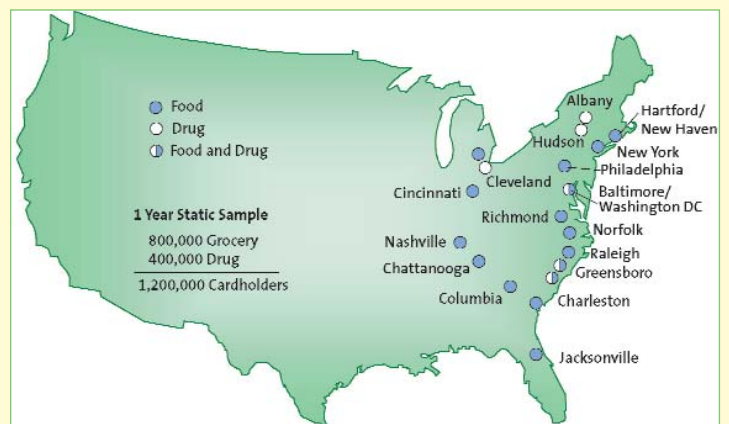 Food
Drug
Food and Drug
1 Year Static Sample
800,000 Grocery
400,000 Drug
1,200,000 Cardholders
Albany
Hartford/
New Haven
Hudson
New York
Philadelphia
Cleveland
Baltimore/
Washington DC
Cincinnati
Richmond
Norfolk
Nashville
Raleigh
Chattanooga
Greensboro
Columbia
Charleston
Jacksonville